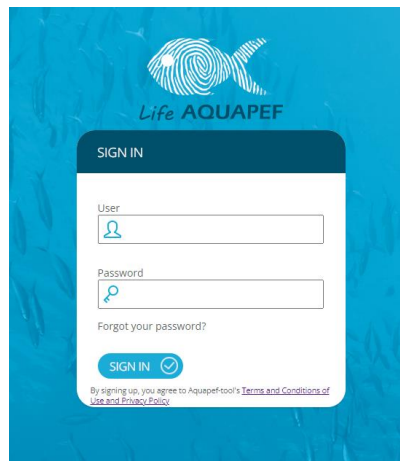 Life AQUAPEF
SIGN IN
User
Password
Forgot your password?
SIGN IN
By signing up, you agree to Aquapef-tool's Terms and Conditions of
Use and Privacy Policy